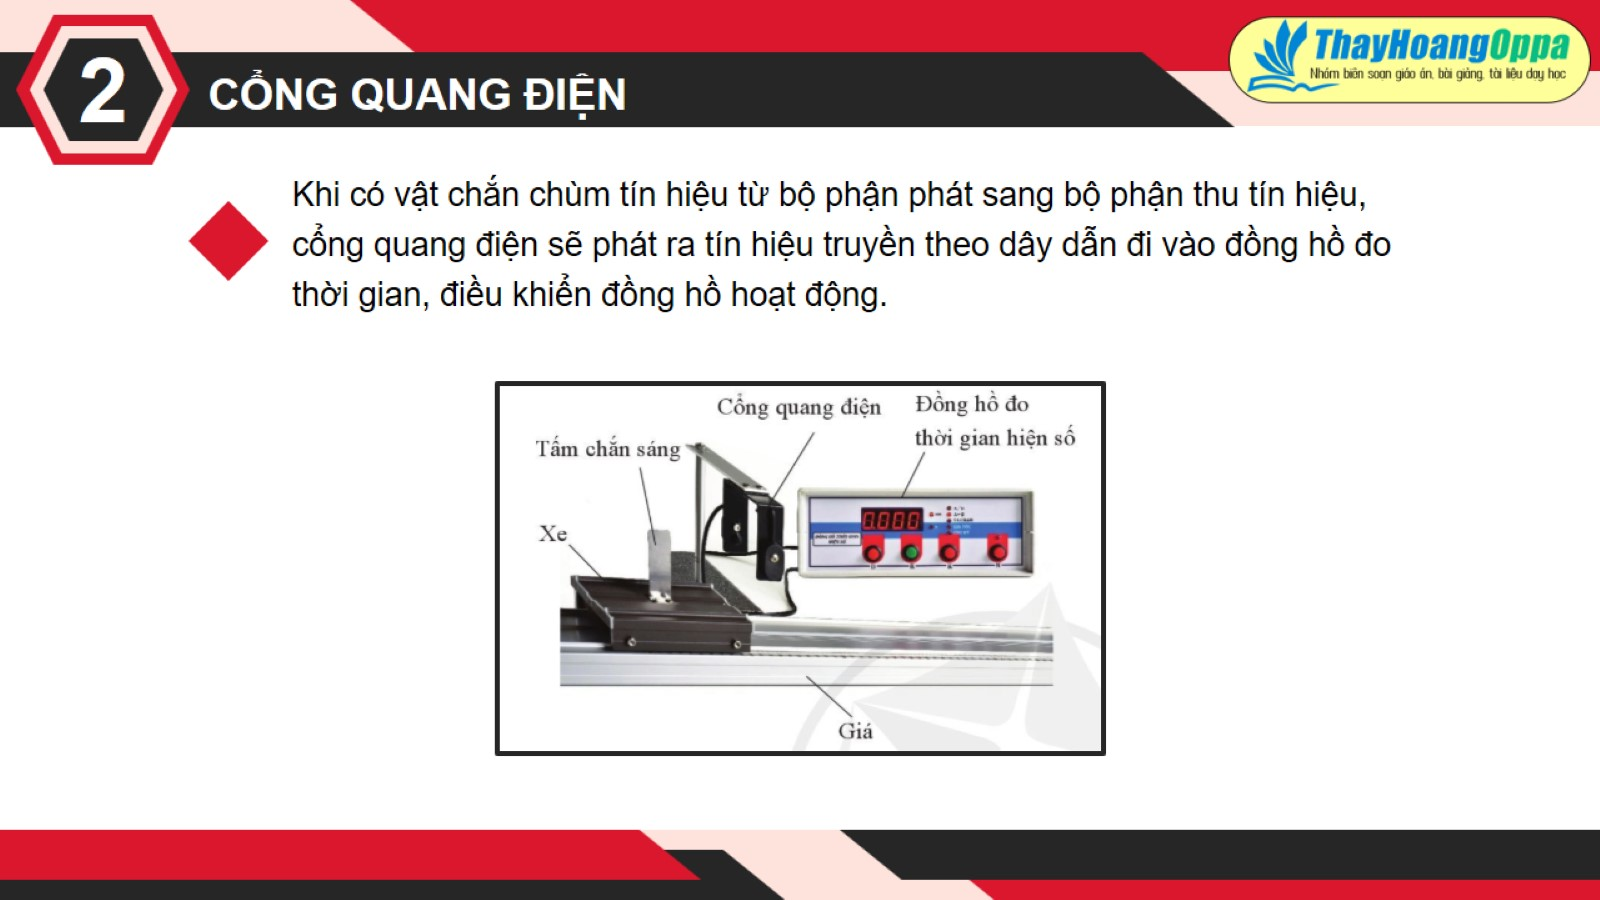 2
CỔNG QUANG ĐIỆN
ThayHoangOppa
Nhóm biên soạn giáo án, bài giảng, tài liệu dạy học
Khi có vật chắn chùm tín hiệu từ bộ phận phát sang bộ phận thu tín hiệu,
cổng quang điện sẽ phát ra tín hiệu truyền theo dây dẫn đi vào đồng hồ đo
thời gian, điều khiển đồng hồ hoạt động.
Cổng quang điện
Đồng hồ đo
thời gian hiện số
Tấm chắn sáng
Xe
0.000
Giá